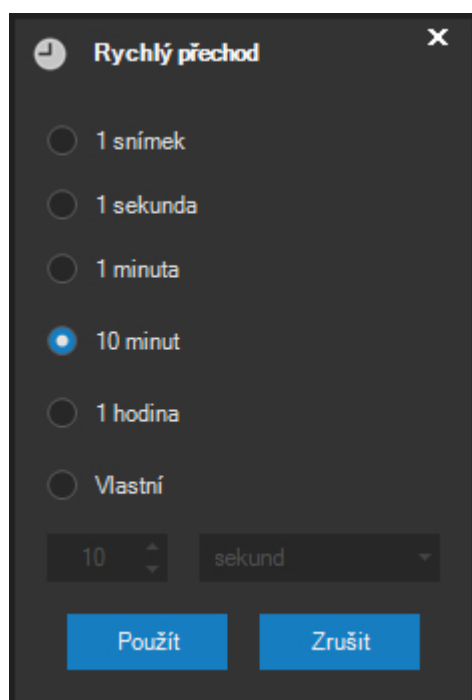 Rychlý přechod
1 snímek
1 sekunda
1 minuta
10 minut
1 hodina
Vlastní
10 sekund
Použít Zrušit